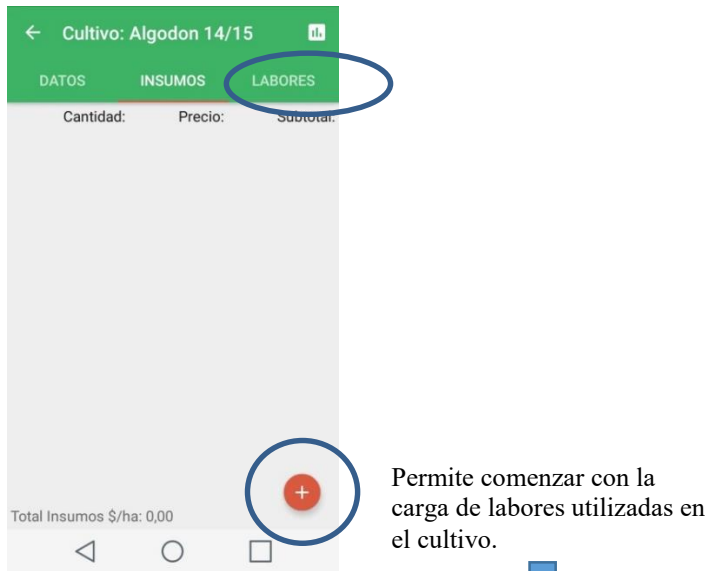 Cultivo: Algodon 14/15
DATOS INSUMOS LABORES
Cantidad: Precio: Subtotal:
Permite comenzar con la
carga de labores utilizadas en
el cultivo.
Total Insumos $/ha: 0,00